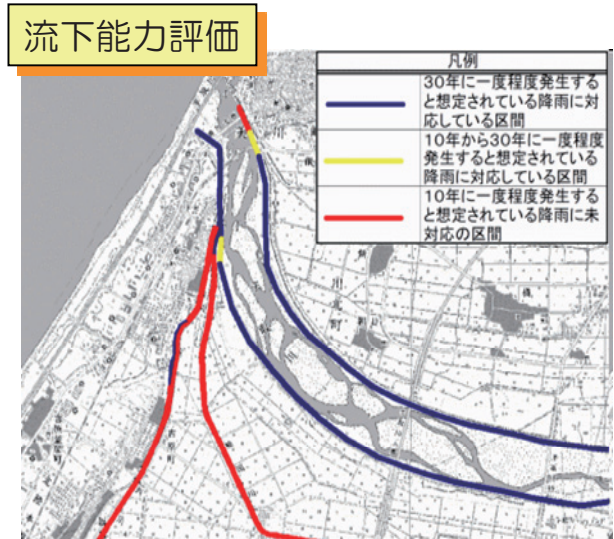 流下能力評価
凡例
30年に一度程度発生する
と想定されている降雨に対
応している区間
10年から30年に一度程度
発生すると想定されている
降雨に対応している区間
10年に一度程度発生する
と想定されている降雨に未
対応の区間
川北町